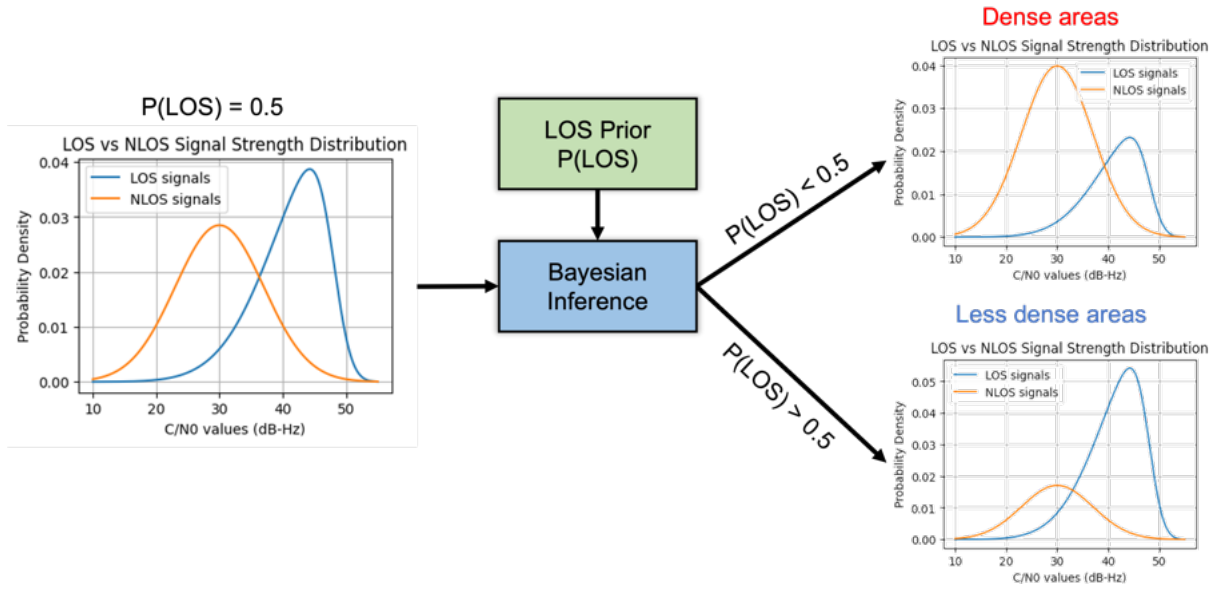 P(LOS) = 0.5
LOS vs NLOS Signal Strength Distribution
LOS signals
NLOS signals
Probability Density
0.04
0.03
0.02
0.01
0.00
10 20 30 40 50
C/N0 values (dB-Hz)
LOS Prior
P(LOS)
Bayesian
Inference
P(LOS) < 0.5
P(LOS) > 0.5
Dense areas
LOS vs NLOS Signal Strength Distribution
LOS signals
NLOS signals
Probability Density
0.04
0.03
0.02
0.01
0.00
10 20 30 40 50
C/N0 values (dB-Hz)
Less dense areas
LOS vs NLOS Signal Strength Distribution
LOS signals
NLOS signals
Probability Density
0.05
0.04
0.03
0.02
0.01
0.00
10 20 30 40 50
C/N0 values (dB-Hz)